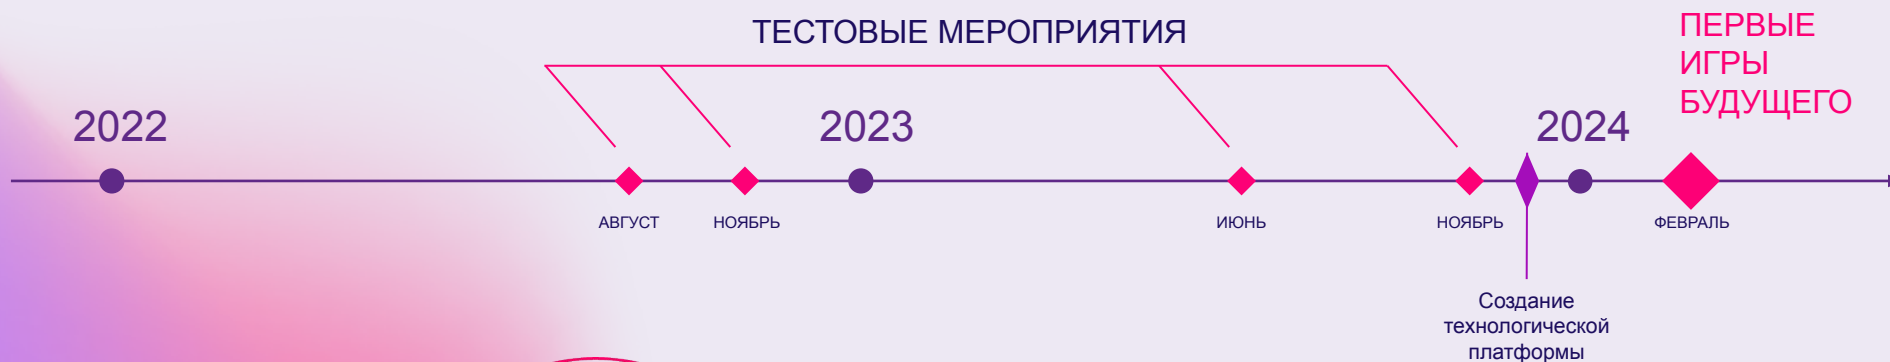 ТЕСТОВЫЕ МЕРОПРИЯТИЯ
ПЕРВЫЕ
ИГРЫ
БУДУЩЕГО
2022
2023
2024
АВГУСТ
НОЯБРЬ
ИЮНЬ
НОЯБРЬ
ФЕВРАЛЬ
Создание
технологической
платформы